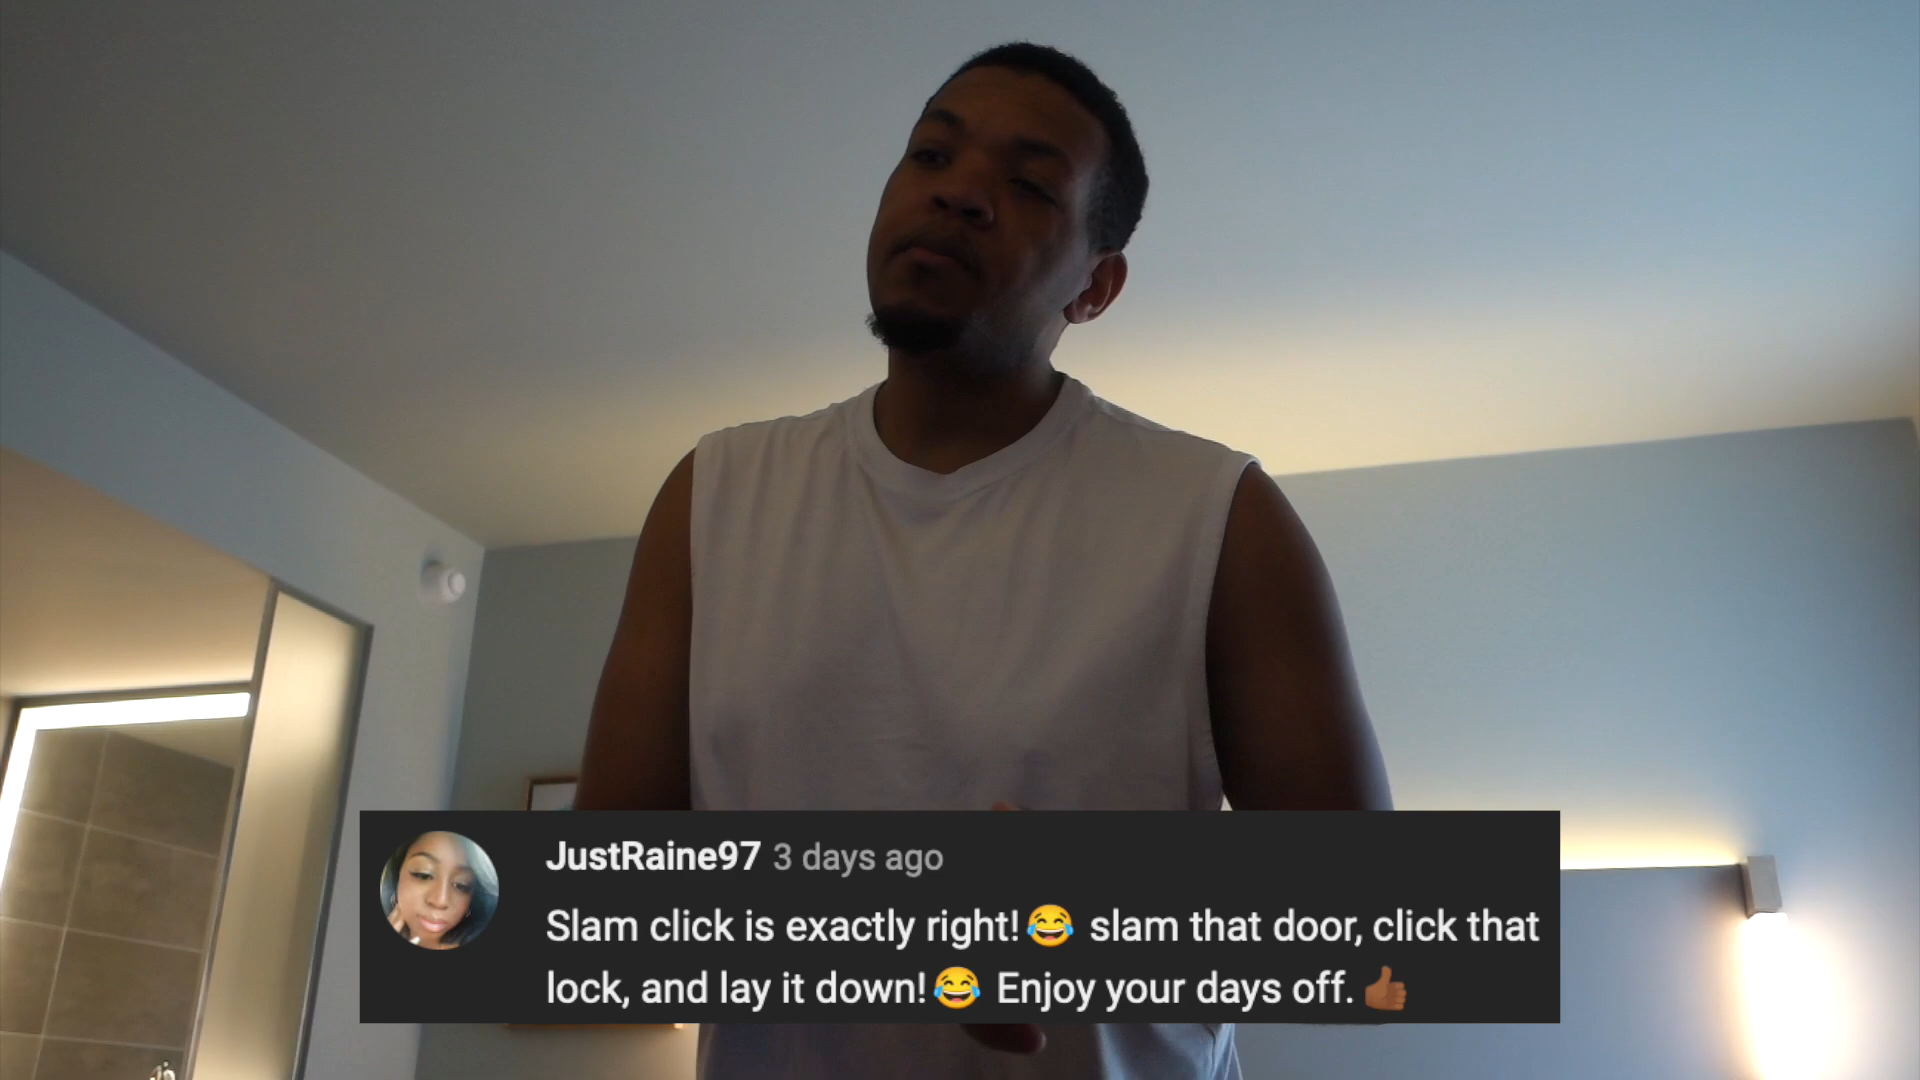 JustRaine97 3 days ago
Slam click is exactly right!😂 slam that door, click that
lock, and lay it down!😂 Enjoy your days off.👍🏾